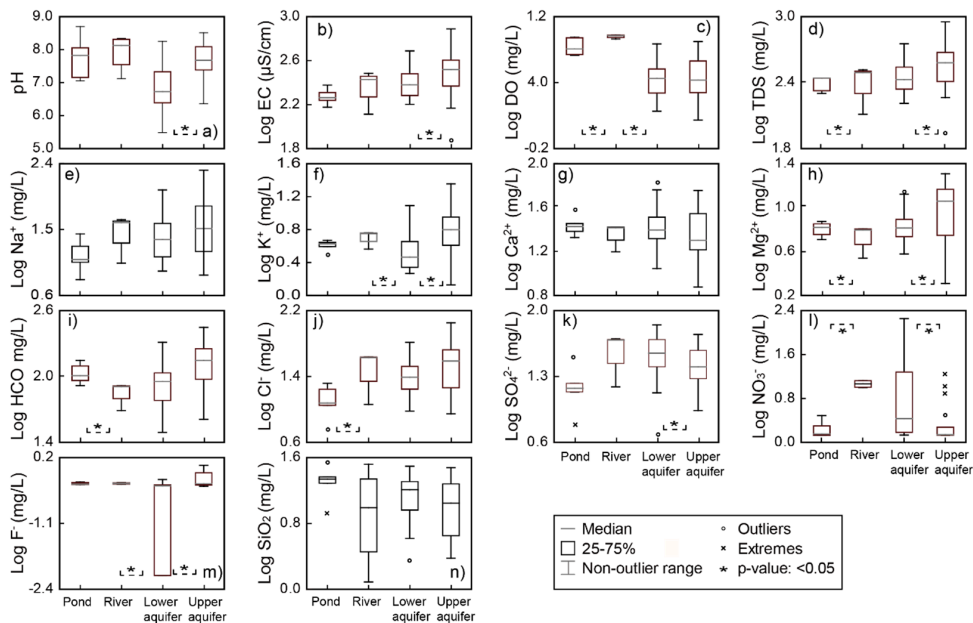 9.0
8.0
7.0
6.0
5.0
pH
*
a)
3.0
2.6
2.2
1.8
Log EC (µS/cm)
b)
*
1.2
4.0
-0.2
Log DO (mg/L)
c)
* *
3.0
2.4
1.8
Log TDS (mg/L)
d)
* *
2.4
1.5
0.6
Log Na⁺ (mg/L)
e)
1.6
1.2
0.8
0.4
0.0
Log K⁺ (mg/L)
f)
* *
2.0
1.6
1.2
0.8
Log Ca²⁺ (mg/L)
g)
1.4
1.0
0.6
0.2
Log Mg²⁺ (mg/L)
h)
* *
2.6
2.0
1.4
Log HCO mg/L)
i)
*
2.2
1.4
0.6
Log Cl⁻ (mg/L)
j)
*
2.0
1.3
0.6
Log SO₄²⁻ (mg/L)
k)
*
Pond River Lower aquifer Upper aquifer
2.4
1.6
0.8
0.0
Log NO₃⁻ (mg/L)
l)
* *
Pond River Lower aquifer Upper aquifer
0.2
-1.1
-2.4
Log F⁻ (mg/L)
* *
m)
Pond River Lower aquifer Upper aquifer
1.6
0.8
0.0
Log SiO₂ (mg/L)
n)
Pond River Lower aquifer Upper aquifer
Median
25-75%
Non-outlier range
Outliers
Extremes
* p-value: <0.05